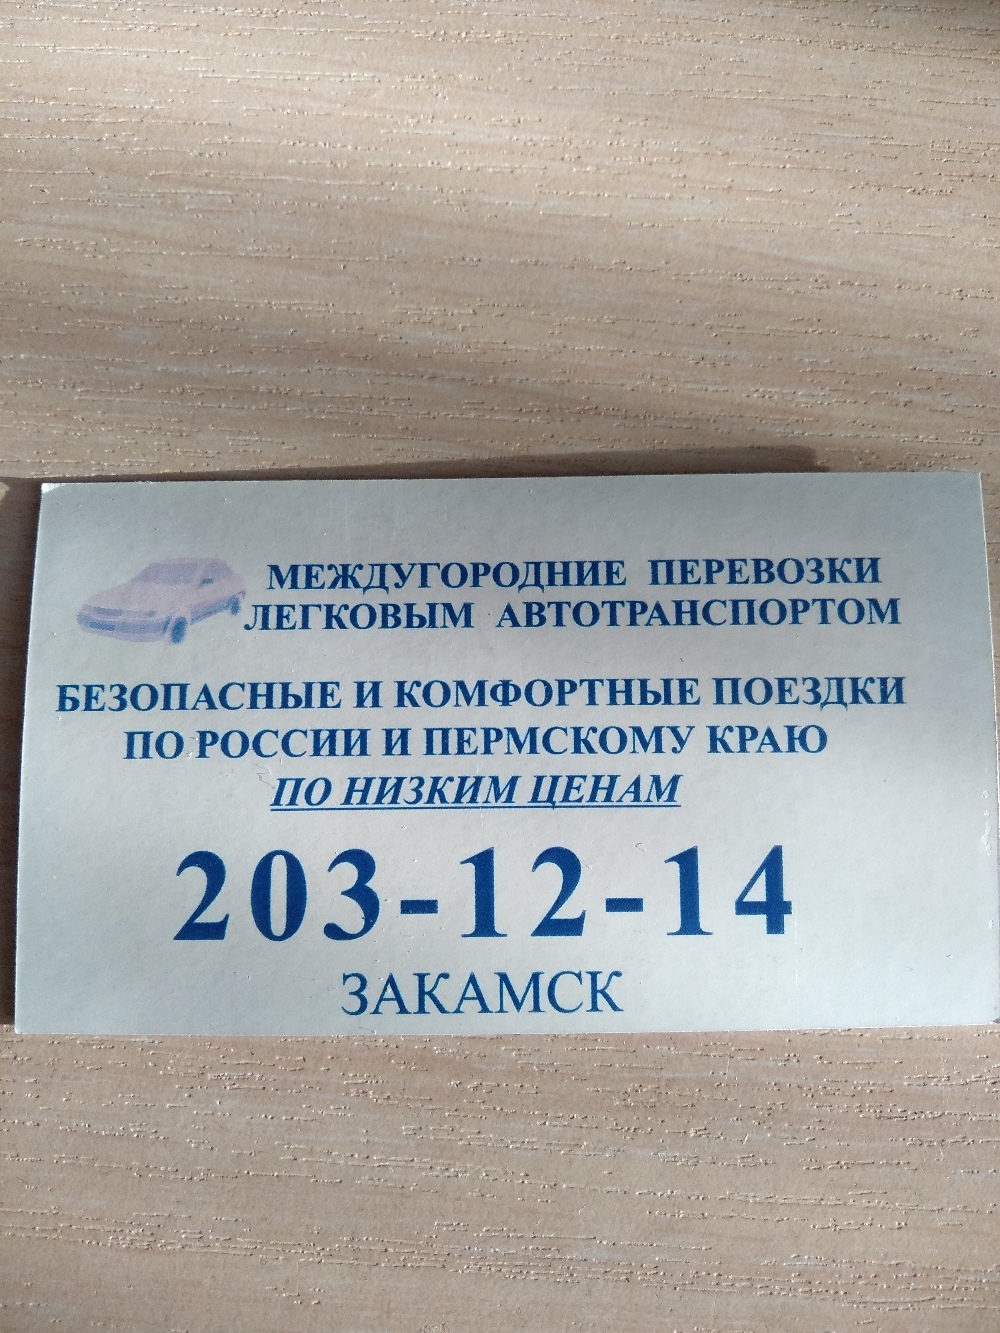 МЕЖДУГОРОДНИЕ ПЕРЕВОЗКИ
ЛЕГКОВЫМ АВТОТРАНСПОРТОМ
БЕЗОПАСНЫЕ И КОМФОРТНЫЕ ПОЕЗДКИ
ПО РОССИИ И ПЕРМСКОМУ КРАЮ
ПО НИЗКИМ ЦЕНАМ
203-12-14
ЗАКАМСК